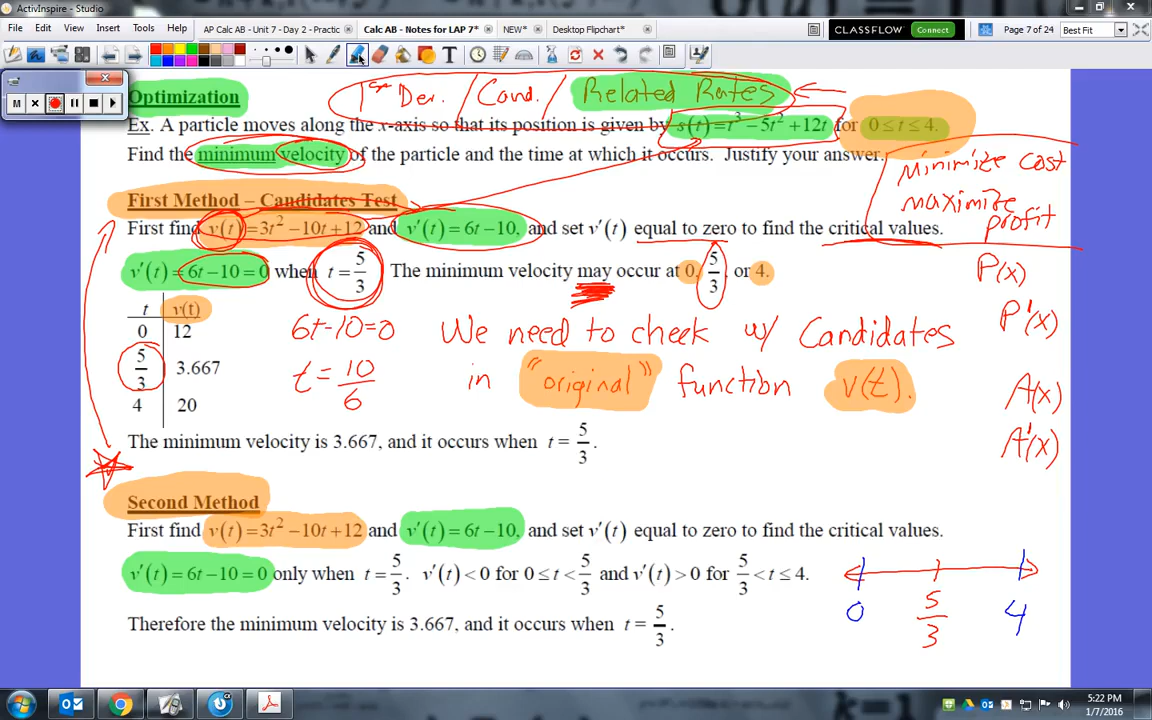 ActivInspire - Studio
File Edit View Insert Tools Help AP Calc AB - Unit 7 - Day 2 - Practic Calc AB - Notes for LAP 7* NEW* Desktop Flipchart* CLASSFLOW Connect Page 7 of 24 Best Fit
Optimization 1st Der. / Cand. / Related Rates
Ex. A particle moves along the x-axis so that its position is given by s(t)=t³−5t²+12t for 0≤t≤4.
Find the minimum velocity of the particle and the time at which it occurs. Justify your answer.
minimize cost
maximize
profit
First Method – Candidates Test
First find v(t)=3t²−10t+12 and v′(t)=6t−10, and set v′(t) equal to zero to find the critical values.
v′(t)=6t−10=0 when t=5/3 The minimum velocity may occur at 0, 5/3, or 4.
P(x)
P'(x)
A(x)
A'(x)
t v(t)
0 12
5/3 3.667
4 20
6t-10=0
t=10/6
We need to check w/ Candidates
in "original" function v(t).
The minimum velocity is 3.667, and it occurs when t=5/3.
Second Method
First find v(t)=3t²−10t+12 and v′(t)=6t−10, and set v′(t) equal to zero to find the critical values.
v′(t)=6t−10=0 only when t=5/3. v′(t)<0 for 0≤t<5/3 and v′(t)>0 for 5/3<t≤4.
0 5/3 4
Therefore the minimum velocity is 3.667, and it occurs when t=5/3.
5:22 PM
1/7/2016